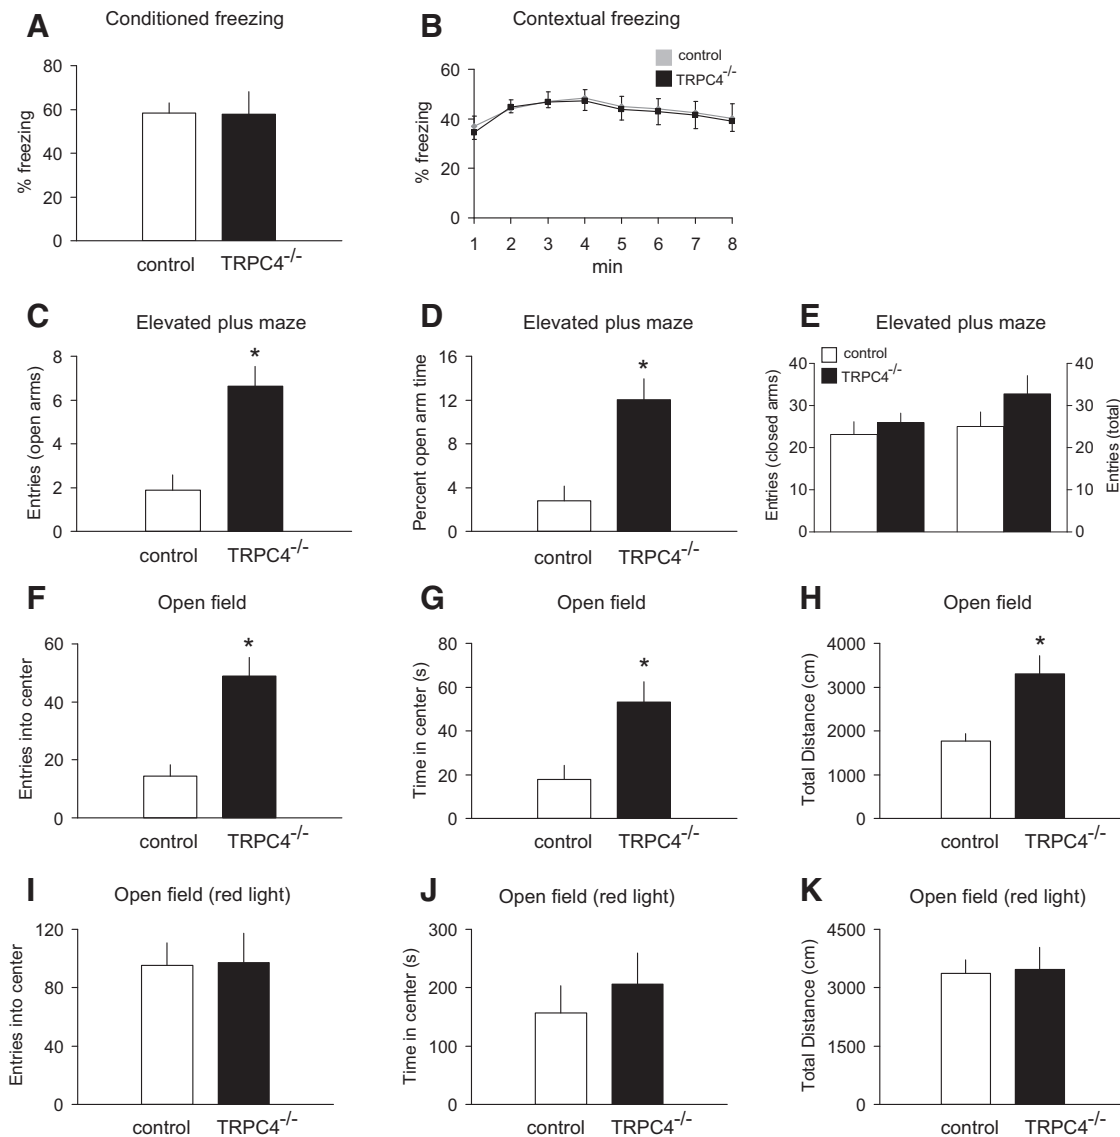 A Conditioned freezing
80
60
40
20
0
% freezing
control TRPC4-/-
B Contextual freezing
control
TRPC4-/-
60
40
20
0
% freezing
1 2 3 4 5 6 7 8
min
C Elevated plus maze
8
6
4
2
0
Entries (open arms)
*
control TRPC4-/-
D Elevated plus maze
16
12
8
4
0
Percent open arm time
*
control TRPC4-/-
E Elevated plus maze
control
TRPC4-/-
40
30
20
10
0
Entries (closed arms)
40
30
20
10
0
Entries (total)
F Open field
60
40
20
0
Entries into center
*
control TRPC4-/-
G Open field
80
60
40
20
0
Time in center (s)
*
control TRPC4-/-
H Open field
4000
3000
2000
1000
0
Total Distance (cm)
*
control TRPC4-/-
I Open field (red light)
120
80
40
0
Entries into center
control TRPC4-/-
J Open field (red light)
300
200
100
0
Time in center (s)
control TRPC4-/-
K Open field (red light)
4500
3000
1500
0
Total Distance (cm)
control TRPC4-/-